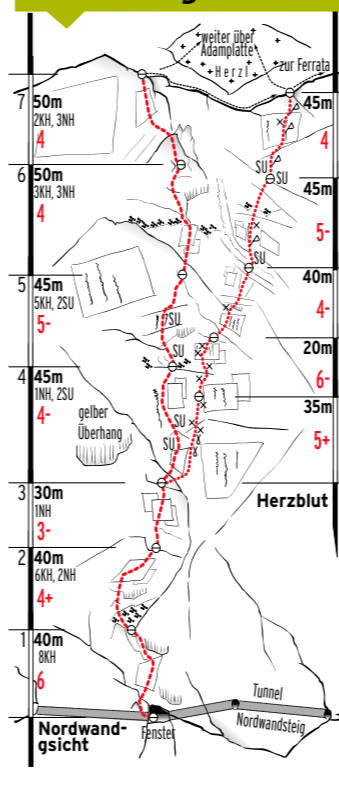 weiter über
Adamplatte
Herzl
zur Ferrata
7
50m
2KH, 3NH
4
45m
4
6
50m
3KH, 3NH
4
SU
SU
45m
5-
5
45m
5KH, 2SU
5-
SU
40m
4-
SU
SU
20m
6-
4
45m
1NH, 2SU
4-
35m
5+
gelber
Überhang
SU
SU
3
30m
1NH
3-
Herzblut
2
40m
6KH, 2NH
4+
1
40m
8KH
6
Tunnel
Nordwandsteig
Nordwand-
gsicht
Fenster